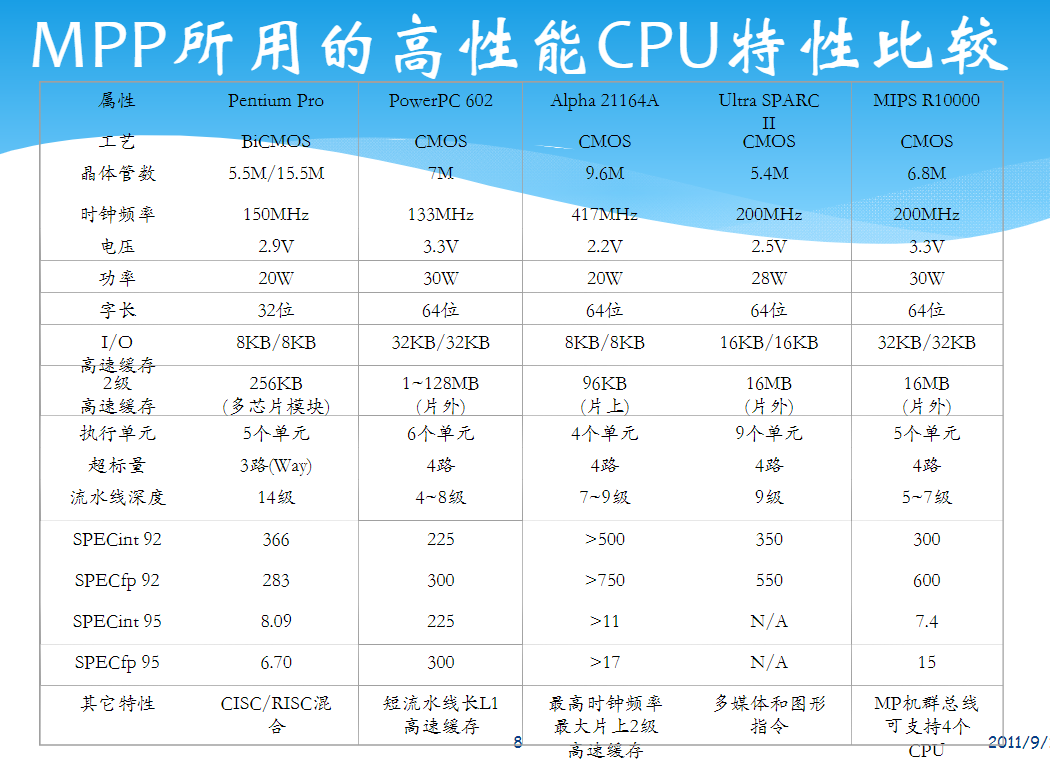 MPP所用的高性能CPU特性比较
属性 Pentium Pro PowerPC 602 Alpha 21164A Ultra SPARC II MIPS R10000
工艺 BiCMOS CMOS CMOS CMOS CMOS
晶体管数 5.5M/15.5M 7M 9.6M 5.4M 6.8M
时钟频率 150MHz 133MHz 417MHz 200MHz 200MHz
电压 2.9V 3.3V 2.2V 2.5V 3.3V
功率 20W 30W 20W 28W 30W
字长 32位 64位 64位 64位 64位
I/O 8KB/8KB 32KB/32KB 8KB/8KB 16KB/16KB 32KB/32KB
高速缓存
2级 256KB 1~128MB 96KB 16MB 16MB
高速缓存 (多芯片模块) (片外) (片上) (片外) (片外)
执行单元 5个单元 6个单元 4个单元 9个单元 5个单元
超标量 3路(Way) 4路 4路 4路 4路
流水线深度 14级 4~8级 7~9级 9级 5~7级
SPECint 92 366 225 >500 350 300
SPECfp 92 283 300 >750 550 600
SPECint 95 8.09 225 >11 N/A 7.4
SPECfp 95 6.70 300 >17 N/A 15
其它特性 CISC/RISC混 短流水线长L1 最高时钟频率 多媒体和图形 MP机群总线
合 高速缓存 最大片上2级 指令 可支持4个
高速缓存 CPU
8 2011/9/